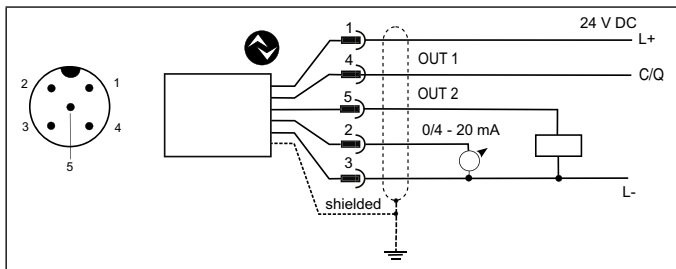 24 V DC
1
L+
OUT 1
4
C/Q
2
1
5
OUT 2
2
0/4 - 20 mA
3
4
3
5
L-
shielded